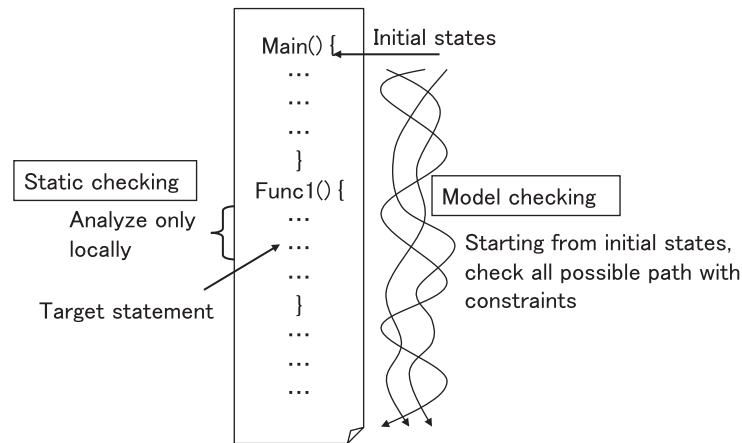 Main() {
Initial states
...
...
...
}
Static checking
Func1() {
Model checking
Analyze only
locally
...
...
...
Starting from initial states,
check all possible path with
constraints
Target statement
}
...
...
...